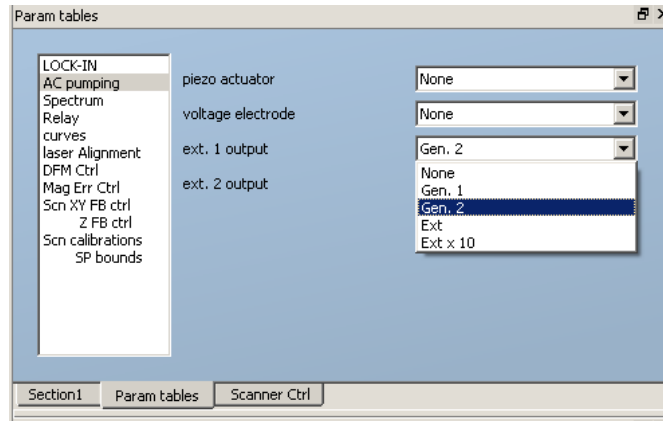 Param tables
LOCK-IN
AC pumping
Spectrum
Relay
curves
laser Alignment
DFM Ctrl
Mag Err Ctrl
Scn XY FB ctrl
Z FB ctrl
Scn calibrations
SP bounds
piezo actuator
None
voltage electrode
None
ext. 1 output
Gen. 2
ext. 2 output
None
Gen. 1
Gen. 2
Ext
Ext x 10
Section1
Param tables
Scanner Ctrl